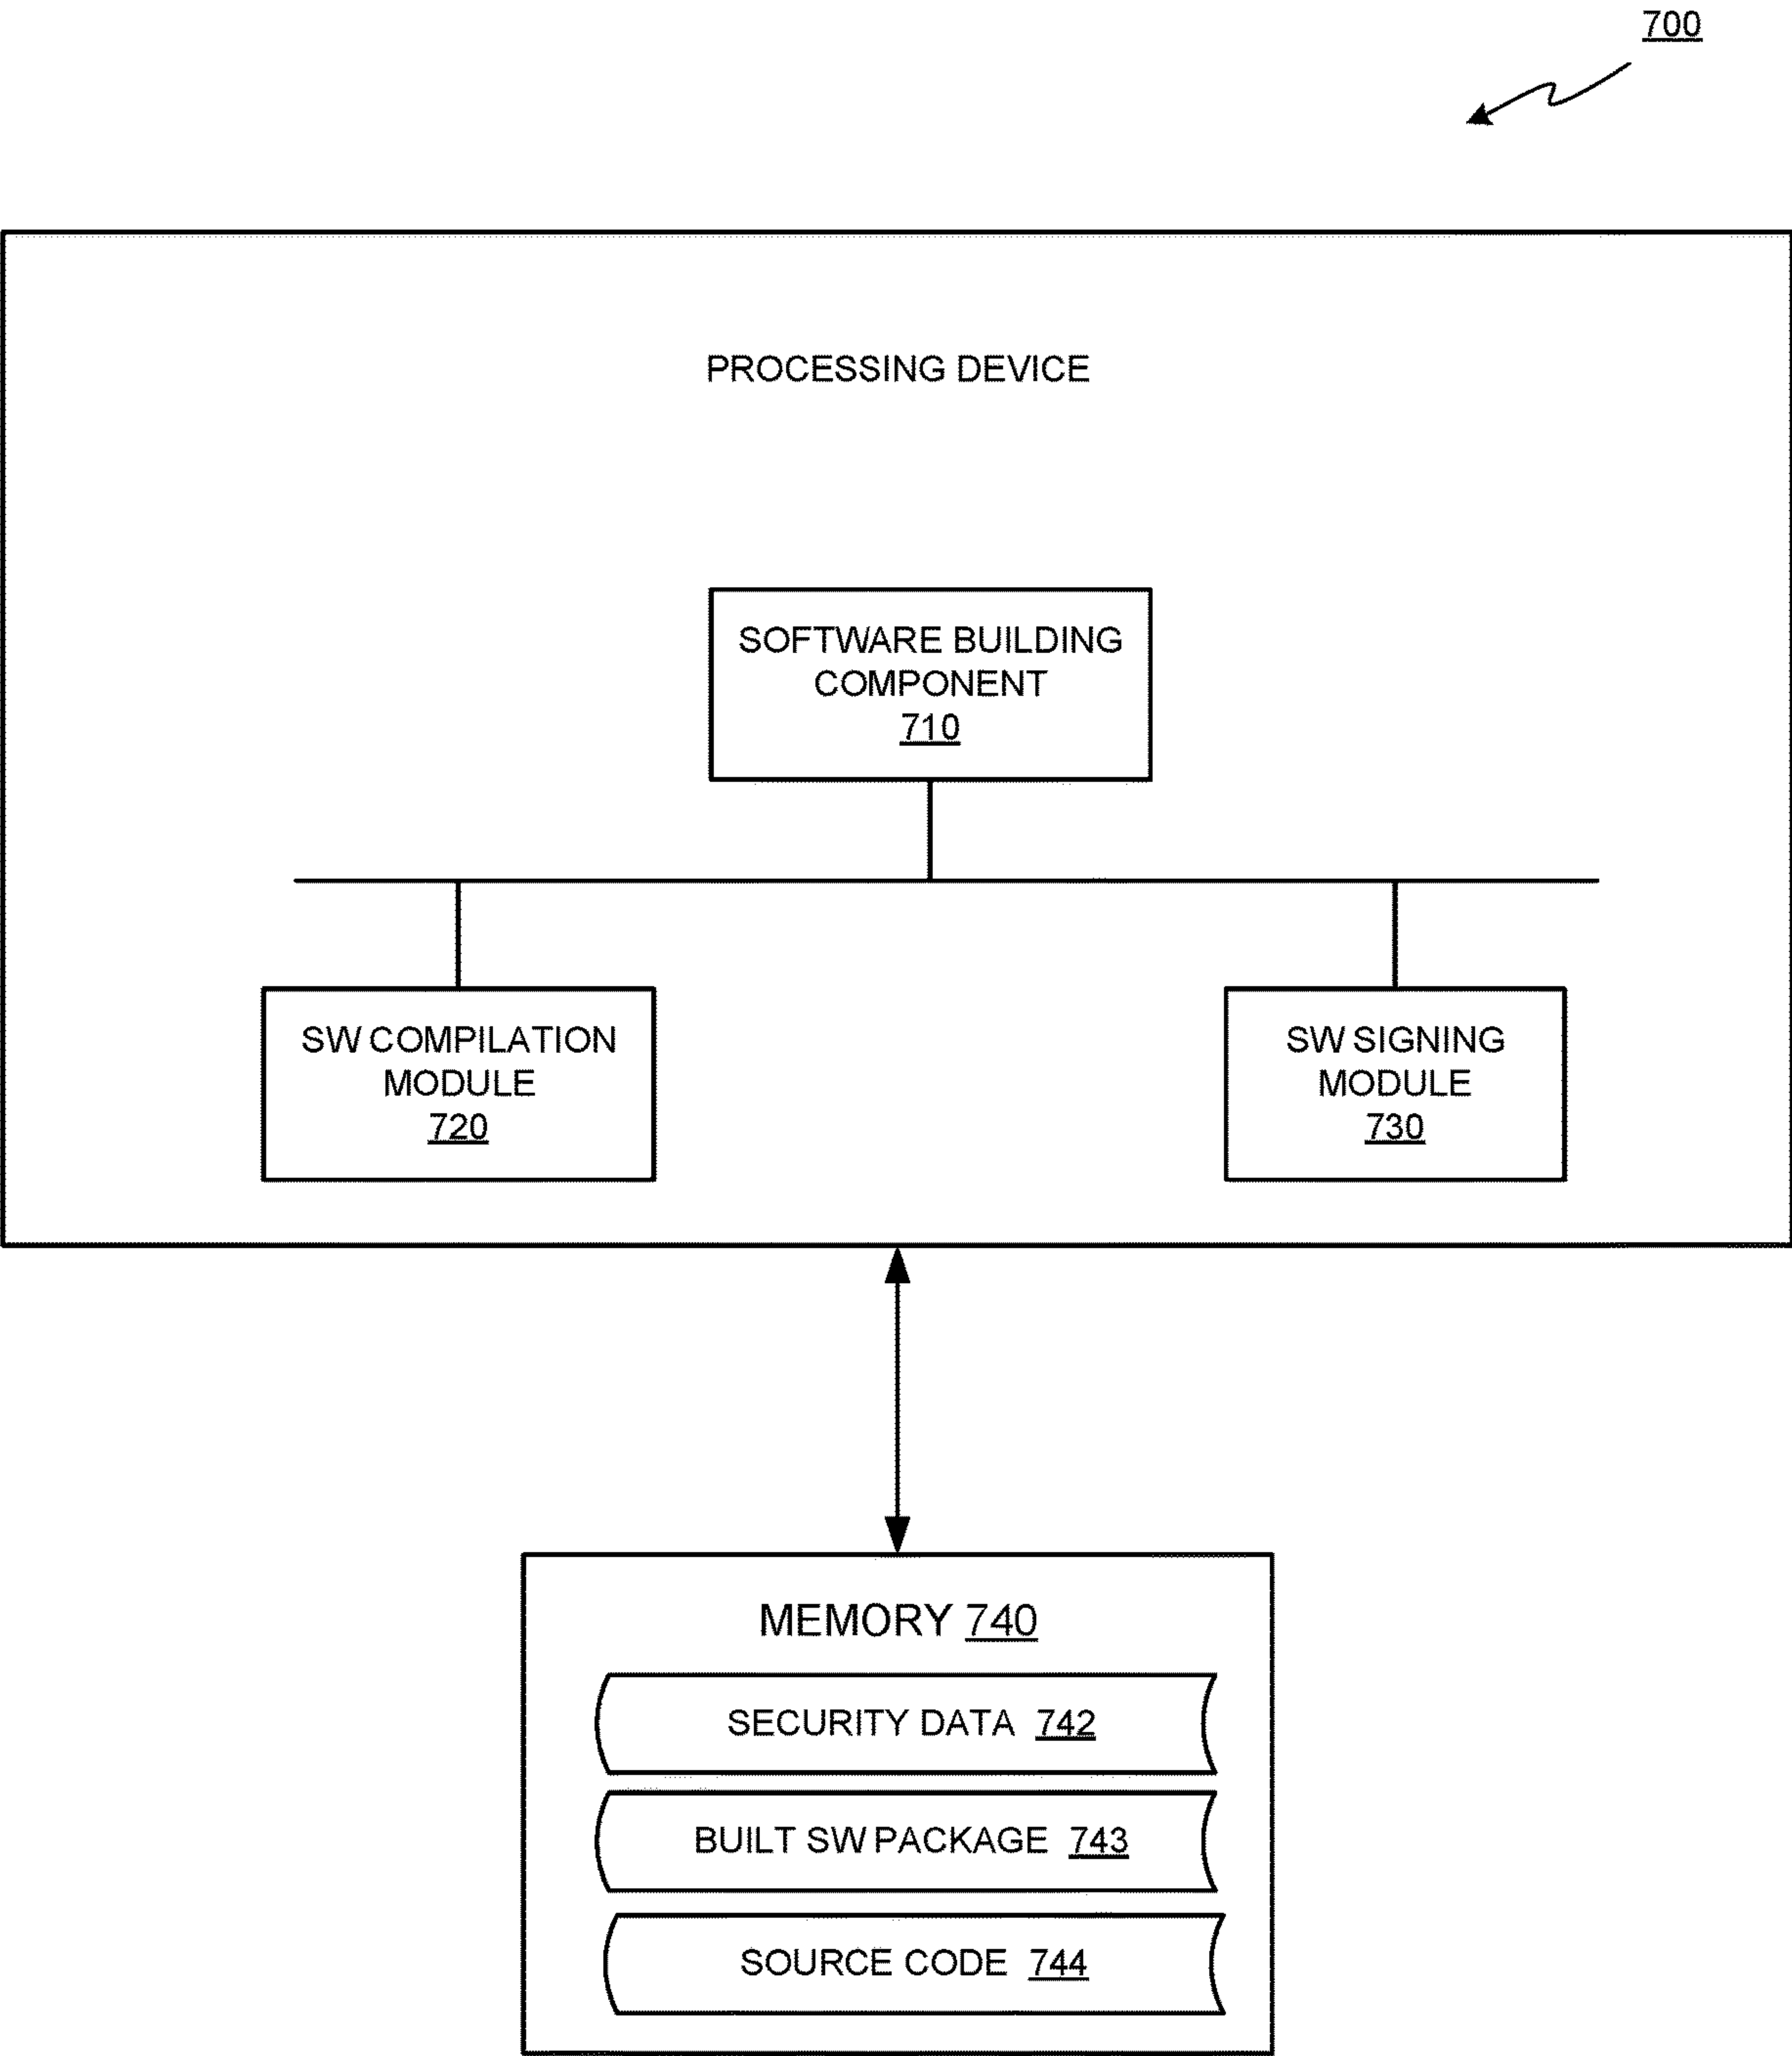 700
PROCESSING DEVICE
SOFTWARE BUILDING
COMPONENT
710
SW COMPILATION
MODULE
720
SW SIGNING
MODULE
730
MEMORY 740
SECURITY DATA 742
BUILT SW PACKAGE 743
SOURCE CODE 744